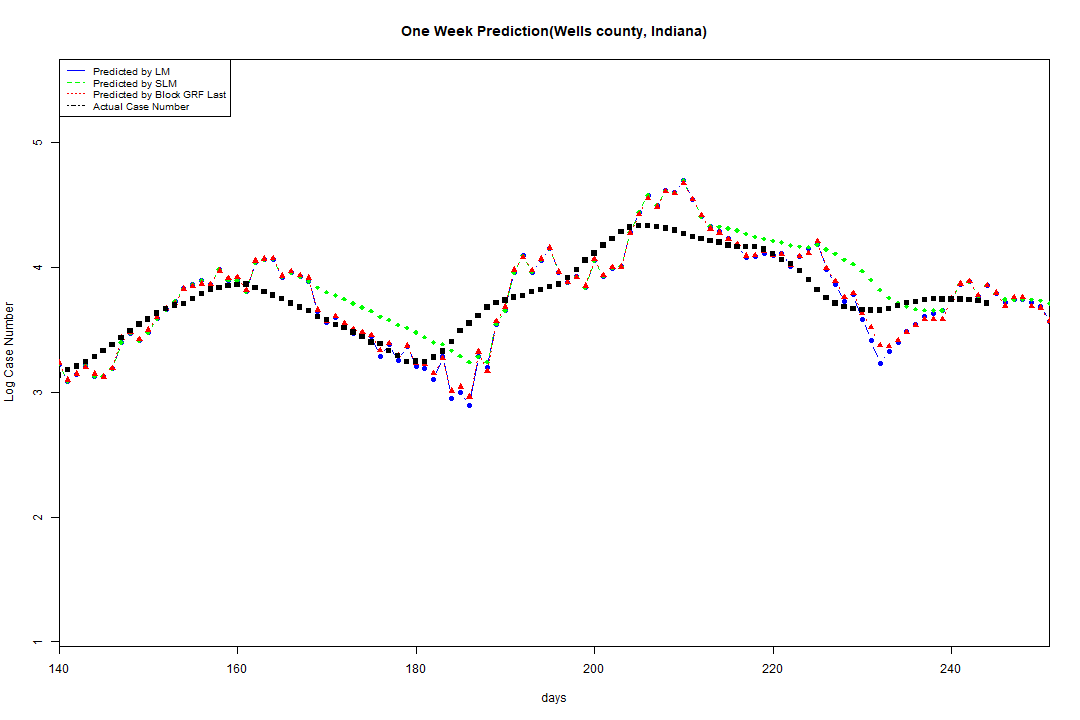 One Week Prediction(Wells county, Indiana)
Predicted by LM
Predicted by SLM
Predicted by Block GRF Last
Actual Case Number
Log Case Number
5
4
3
2
1
140 160 180 200 220 240
days